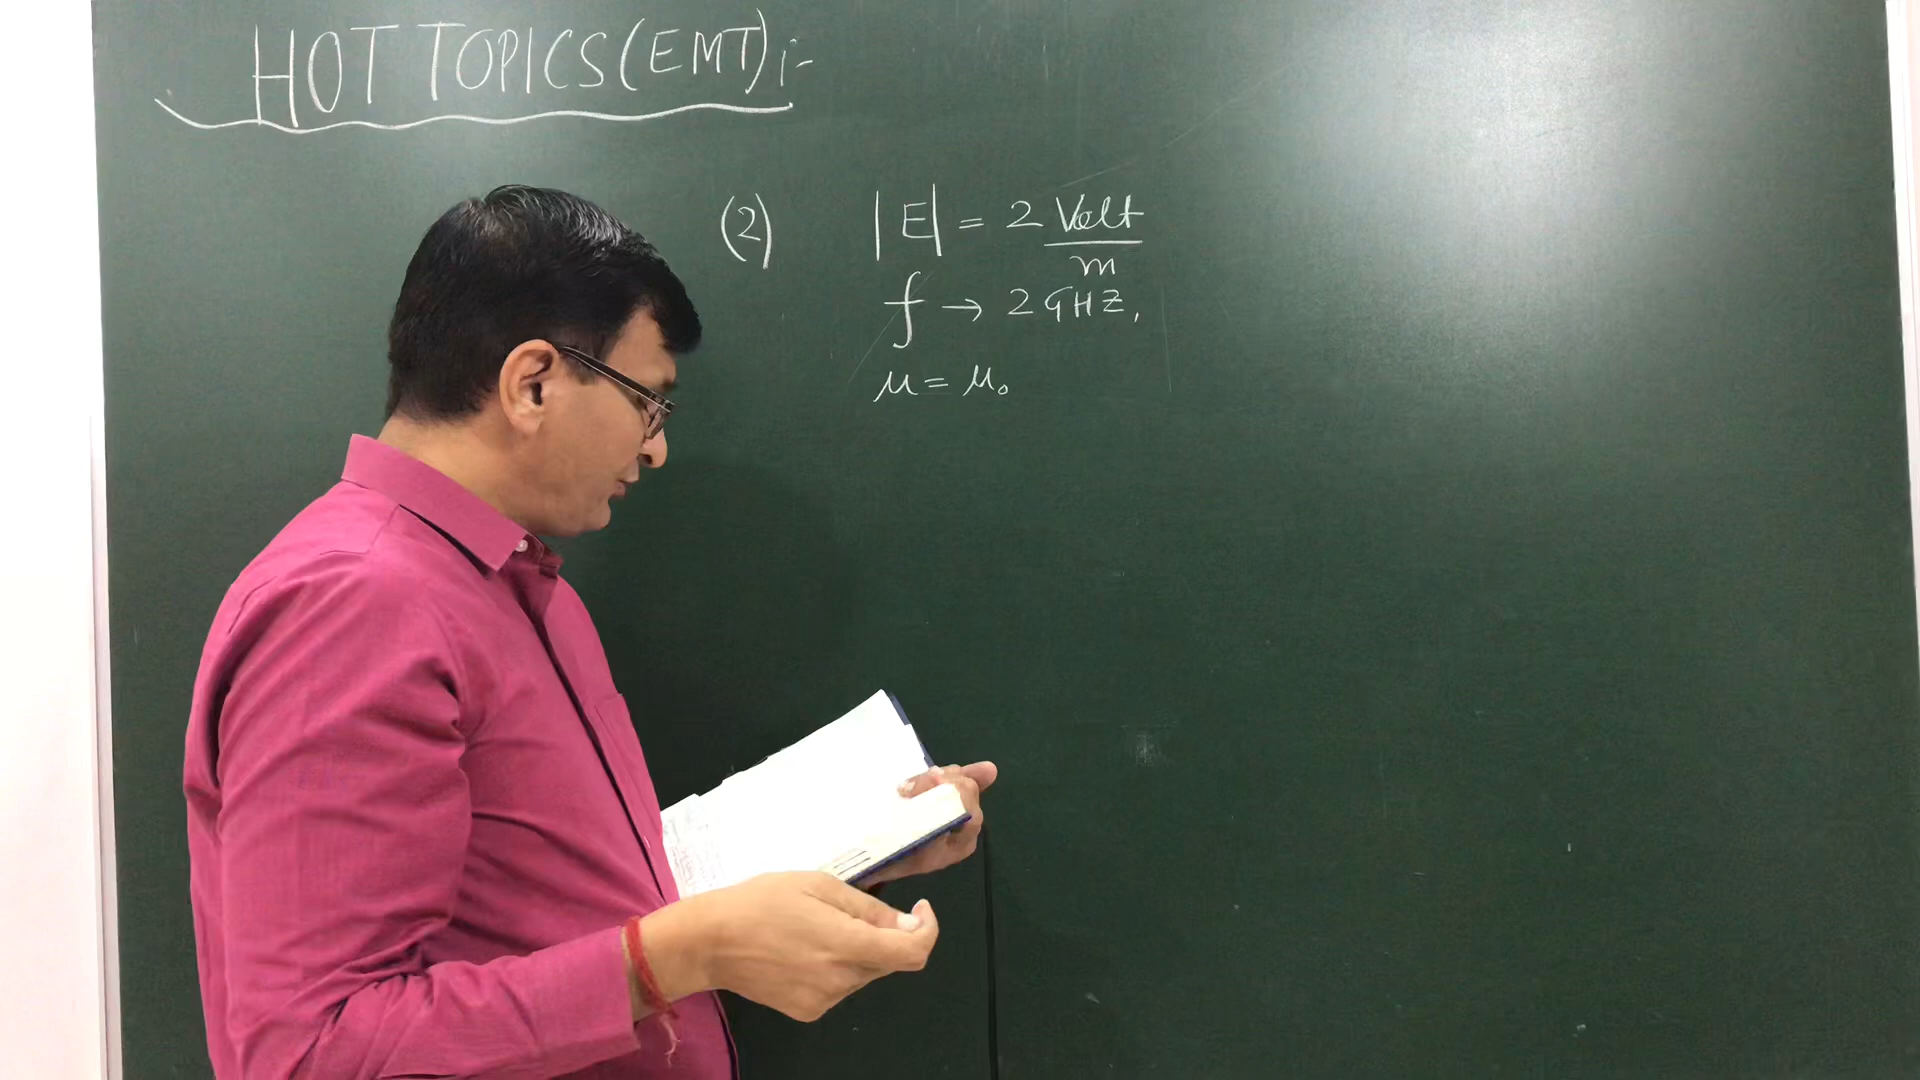 HOT TOPICS (EMT) :-
(2) |E| = 2 Volt/m
f → 2 GHZ,
μ = μ₀